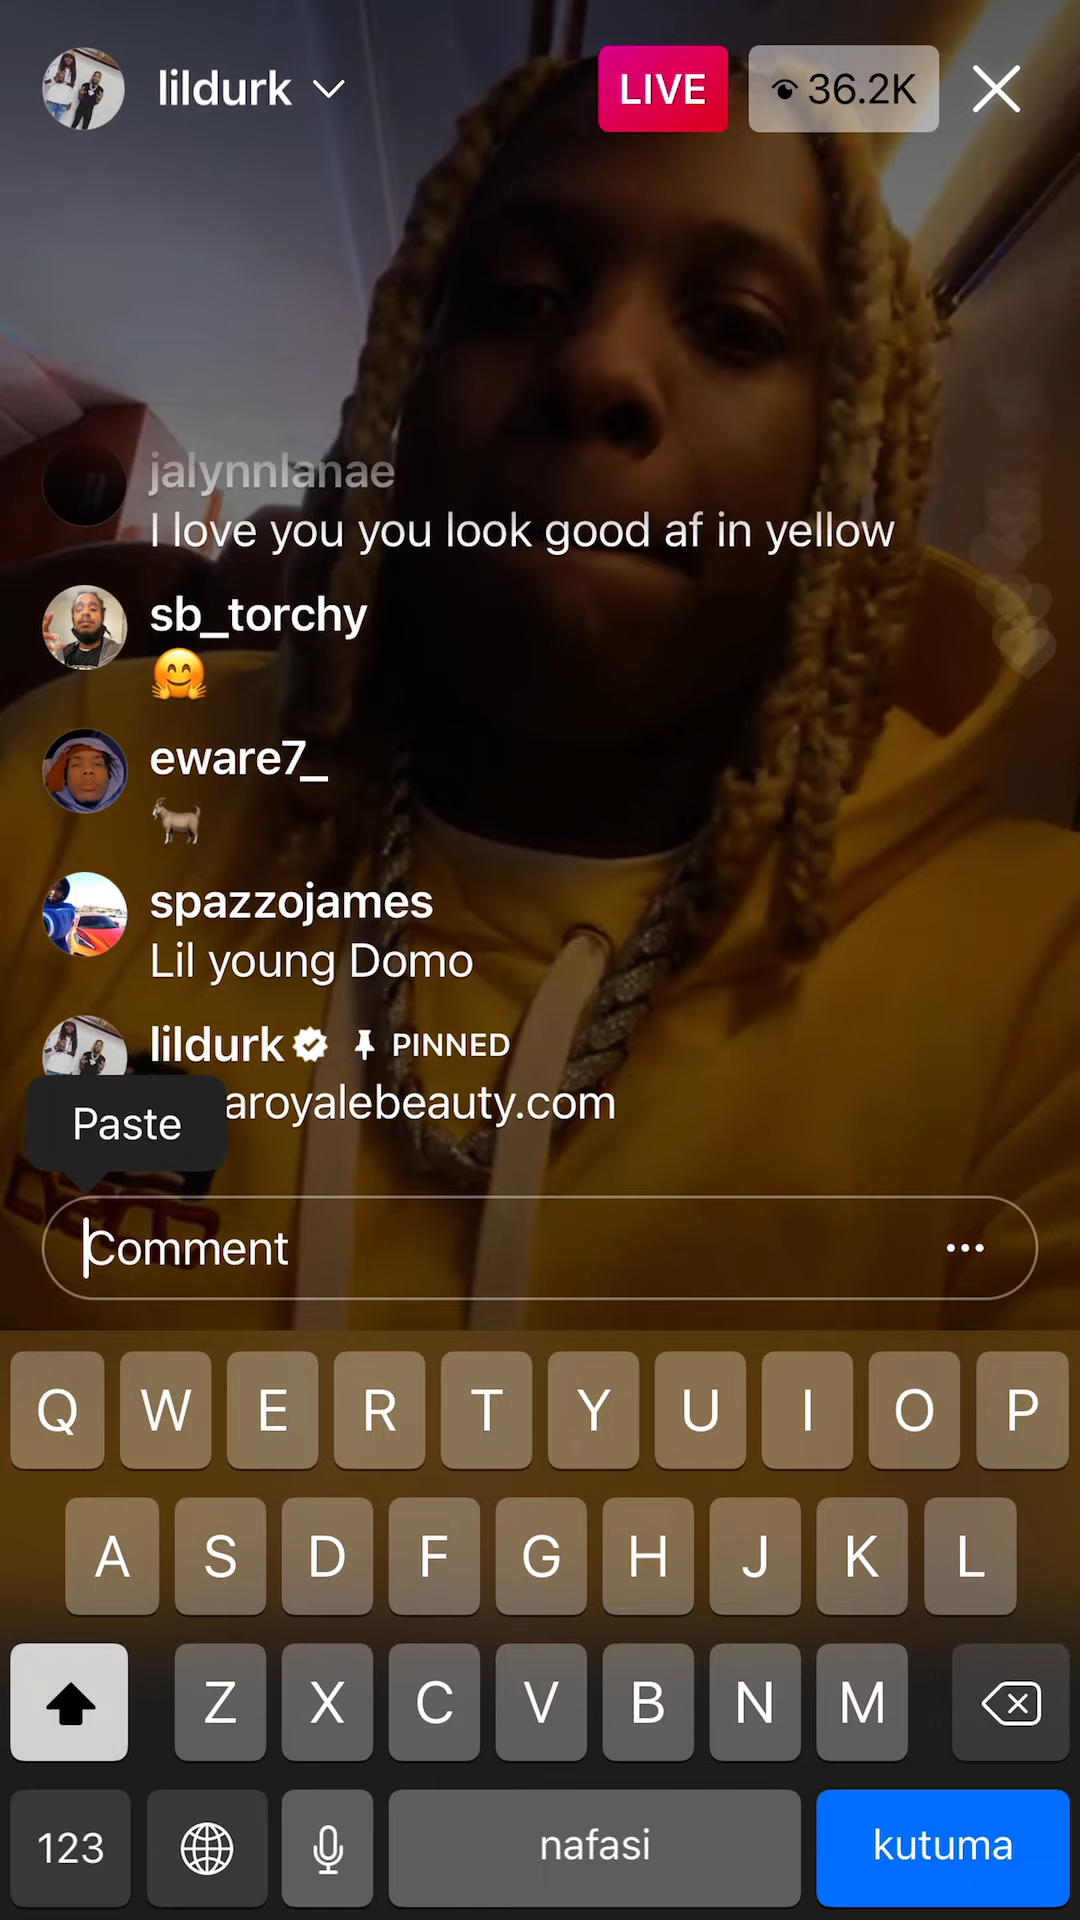 lildurk
LIVE
36.2K
jalynnlanae
I love you you look good af in yellow
sb_torchy
🤗
eware7_
🐐
spazzojames
Lil young Domo
lildurk PINNED
aroyalebeauty.com
Paste
Comment
Q W E R T Y U I O P
A S D F G H J K L
Z X C V B N M
123 nafasi kutuma